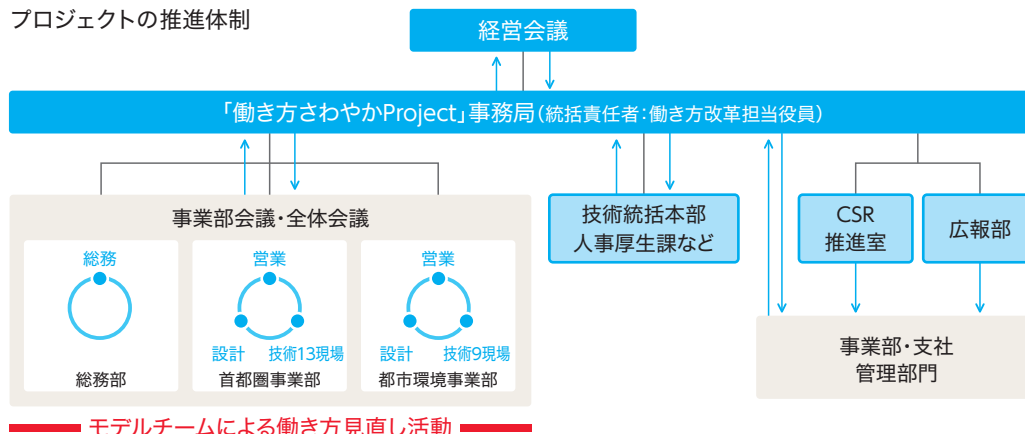 プロジェクトの推進体制
経営会議
「働き方さわやかProject」事務局(統括責任者:働き方改革担当役員)
事業部会議・全体会議
総務
総務部
営業
設計 技術13現場
首都圏事業部
営業
設計 技術9現場
都市環境事業部
技術統括本部
人事厚生課など
CSR
推進室
広報部
事業部・支社
管理部門
モデルチームによる働き方見直し活動